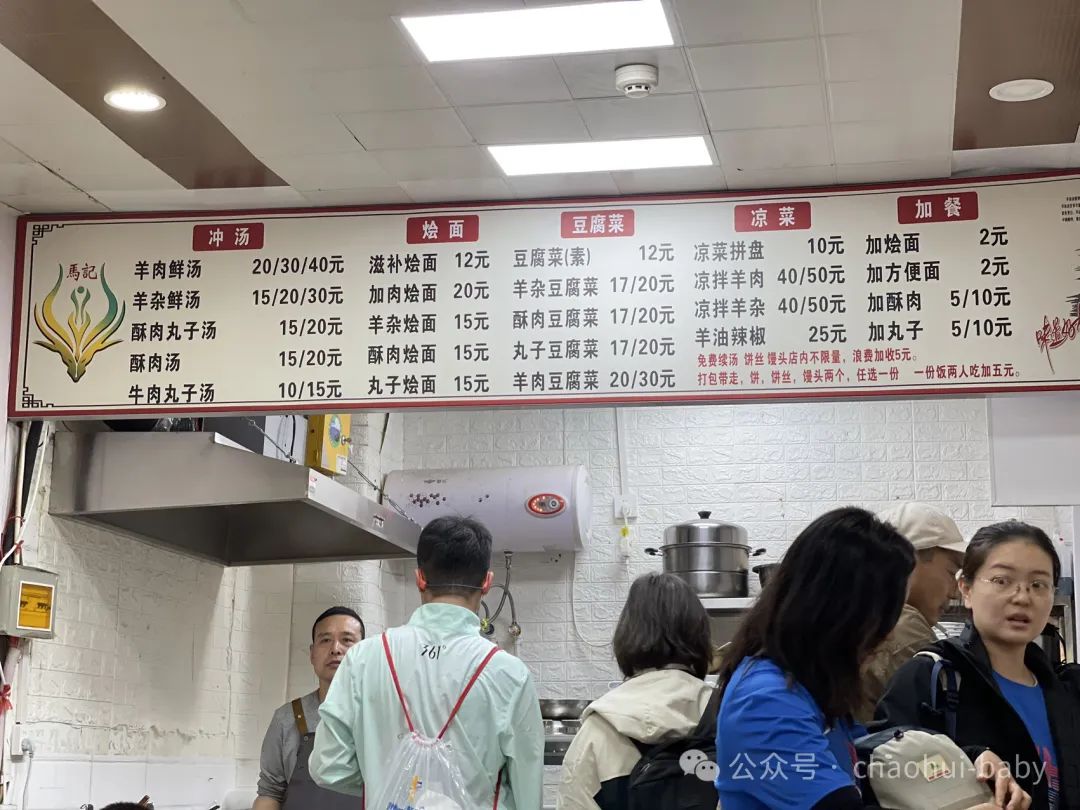 馬記
冲汤
羊肉鲜汤 20/30/40元
羊杂鲜汤 15/20/30元
酥肉丸子汤 15/20元
酥肉汤 15/20元
牛肉丸子汤 10/15元
烩面
滋补烩面 12元
加肉烩面 20元
羊杂烩面 15元
酥肉烩面 15元
丸子烩面 15元
豆腐菜
豆腐菜(素) 12元
羊杂豆腐菜 17/20元
酥肉豆腐菜 17/20元
丸子豆腐菜 17/20元
羊肉豆腐菜 20/30元
凉菜
凉菜拼盘 10元
凉拌羊肉 40/50元
凉拌羊杂 40/50元
羊油辣椒 25元
加餐
加烩面 2元
加方便面 2元
加酥肉 5/10元
加丸子 5/10元
免费续汤 饼丝 馒头店内不限量，浪费加收5元。
打包带走，饼，饼丝，馒头两个，任选一份 一份饭两人吃加五元。
361°
公众号·chaohui-baby